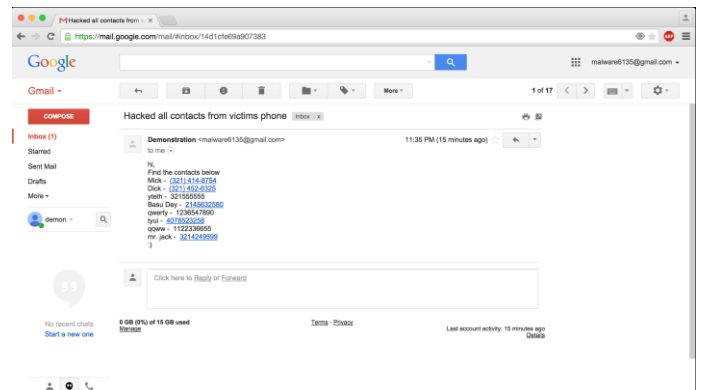 Hacked all contacts from v
https://mail.google.com/mail/#inbox/14d1cfe69a907383
ABP
Google
malware6135@gmail.com
Gmail
More
1 of 17
COMPOSE
Hacked all contacts from victims phone Inbox x
Inbox (1)
Starred
Sent Mail
Drafts
More
demon
Demonstration <malware6135@gmail.com>
11:35 PM (15 minutes ago)
to me
hi,
Find the contacts below
Mick - (321) 414-8754
Dick - (321) 452-6325
yteth - 321555555
Basu Dey - 2145632580
qwerty - 1236547890
tyui - 4078523256
qqww - 1122336655
mr. jack - 3214249599
:)
Click here to Reply or Forward
No recent chats
Start a new one
0 GB (0%) of 15 GB used
Manage
Terms - Privacy
Last account activity: 15 minutes ago
Details